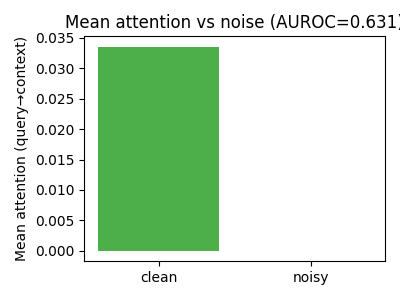 Mean attention vs noise (AUROC=0.631)
Mean attention (query→context)
0.035
0.030
0.025
0.020
0.015
0.010
0.005
0.000
clean noisy